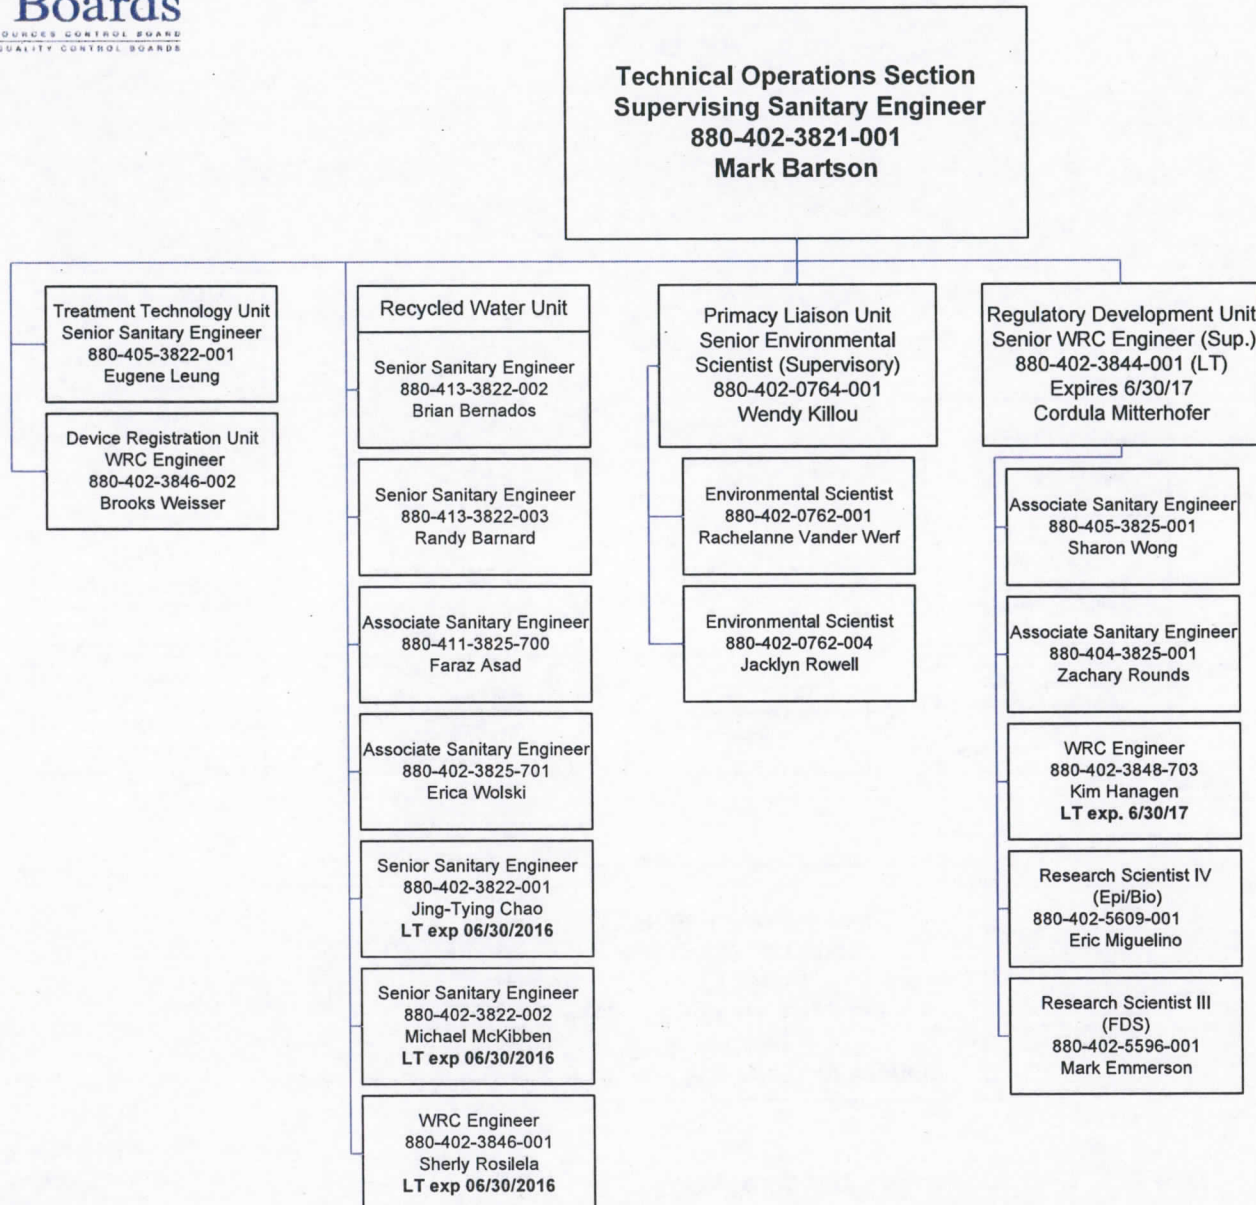 Boards
OURCES CONTROL BOARD
QUALITY CONTROL BOARDS
Technical Operations Section
Supervising Sanitary Engineer
880-402-3821-001
Mark Bartson
Treatment Technology Unit
Senior Sanitary Engineer
880-405-3822-001
Eugene Leung
Device Registration Unit
WRC Engineer
880-402-3846-002
Brooks Weisser
Recycled Water Unit
Senior Sanitary Engineer
880-413-3822-002
Brian Bernados
Senior Sanitary Engineer
880-413-3822-003
Randy Barnard
Associate Sanitary Engineer
880-411-3825-700
Faraz Asad
Associate Sanitary Engineer
880-402-3825-701
Erica Wolski
Senior Sanitary Engineer
880-402-3822-001
Jing-Tying Chao
LT exp 06/30/2016
Senior Sanitary Engineer
880-402-3822-002
Michael McKibben
LT exp 06/30/2016
WRC Engineer
880-402-3846-001
Sherly Rosilela
LT exp 06/30/2016
Primacy Liaison Unit
Senior Environmental
Scientist (Supervisory)
880-402-0764-001
Wendy Killou
Environmental Scientist
880-402-0762-001
Rachelanne Vander Werf
Environmental Scientist
880-402-0762-004
Jacklyn Rowell
Regulatory Development Unit
Senior WRC Engineer (Sup.)
880-402-3844-001 (LT)
Expires 6/30/17
Cordula Mitterhofer
Associate Sanitary Engineer
880-405-3825-001
Sharon Wong
Associate Sanitary Engineer
880-404-3825-001
Zachary Rounds
WRC Engineer
880-402-3848-703
Kim Hanagen
LT exp. 6/30/17
Research Scientist IV
(Epi/Bio)
880-402-5609-001
Eric Miguelino
Research Scientist III
(FDS)
880-402-5596-001
Mark Emmerson